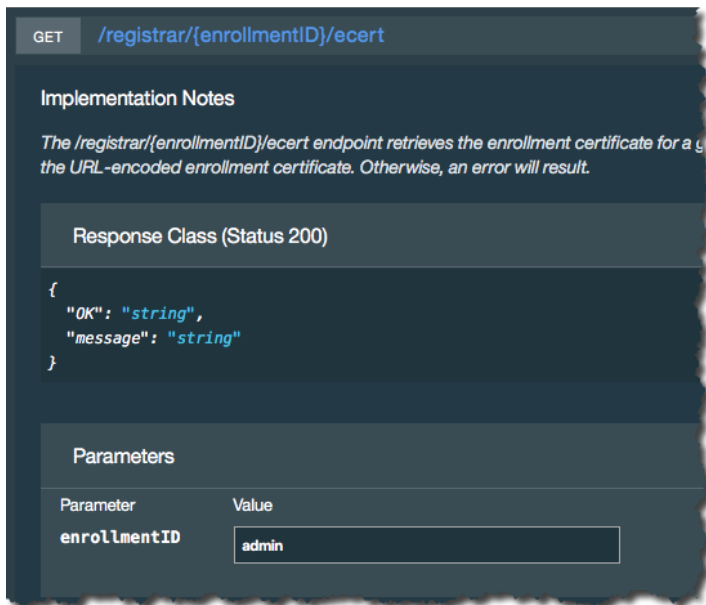 GET /registrar/{enrollmentID}/ecert
Implementation Notes
The /registrar/{enrollmentID}/ecert endpoint retrieves the enrollment certificate for a
the URL-encoded enrollment certificate. Otherwise, an error will result.
Response Class (Status 200)
{
"OK": "string",
"message": "string"
}
Parameters
Parameter Value
enrollmentID admin